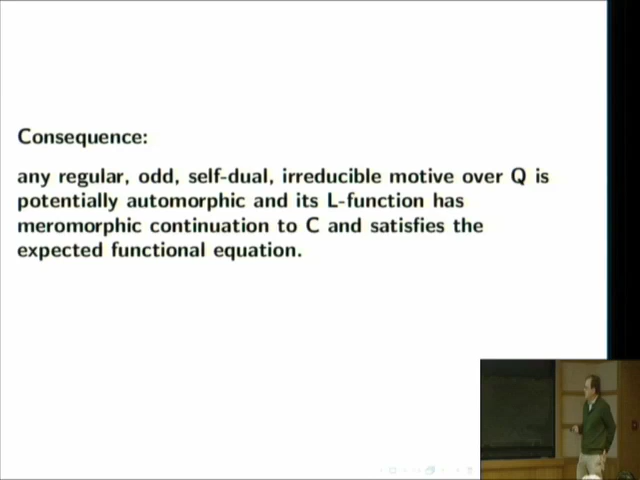 Consequence:
any regular, odd, self-dual, irreducible motive over Q is
potentially automorphic and its L-function has
meromorphic continuation to C and satisfies the
expected functional equation.